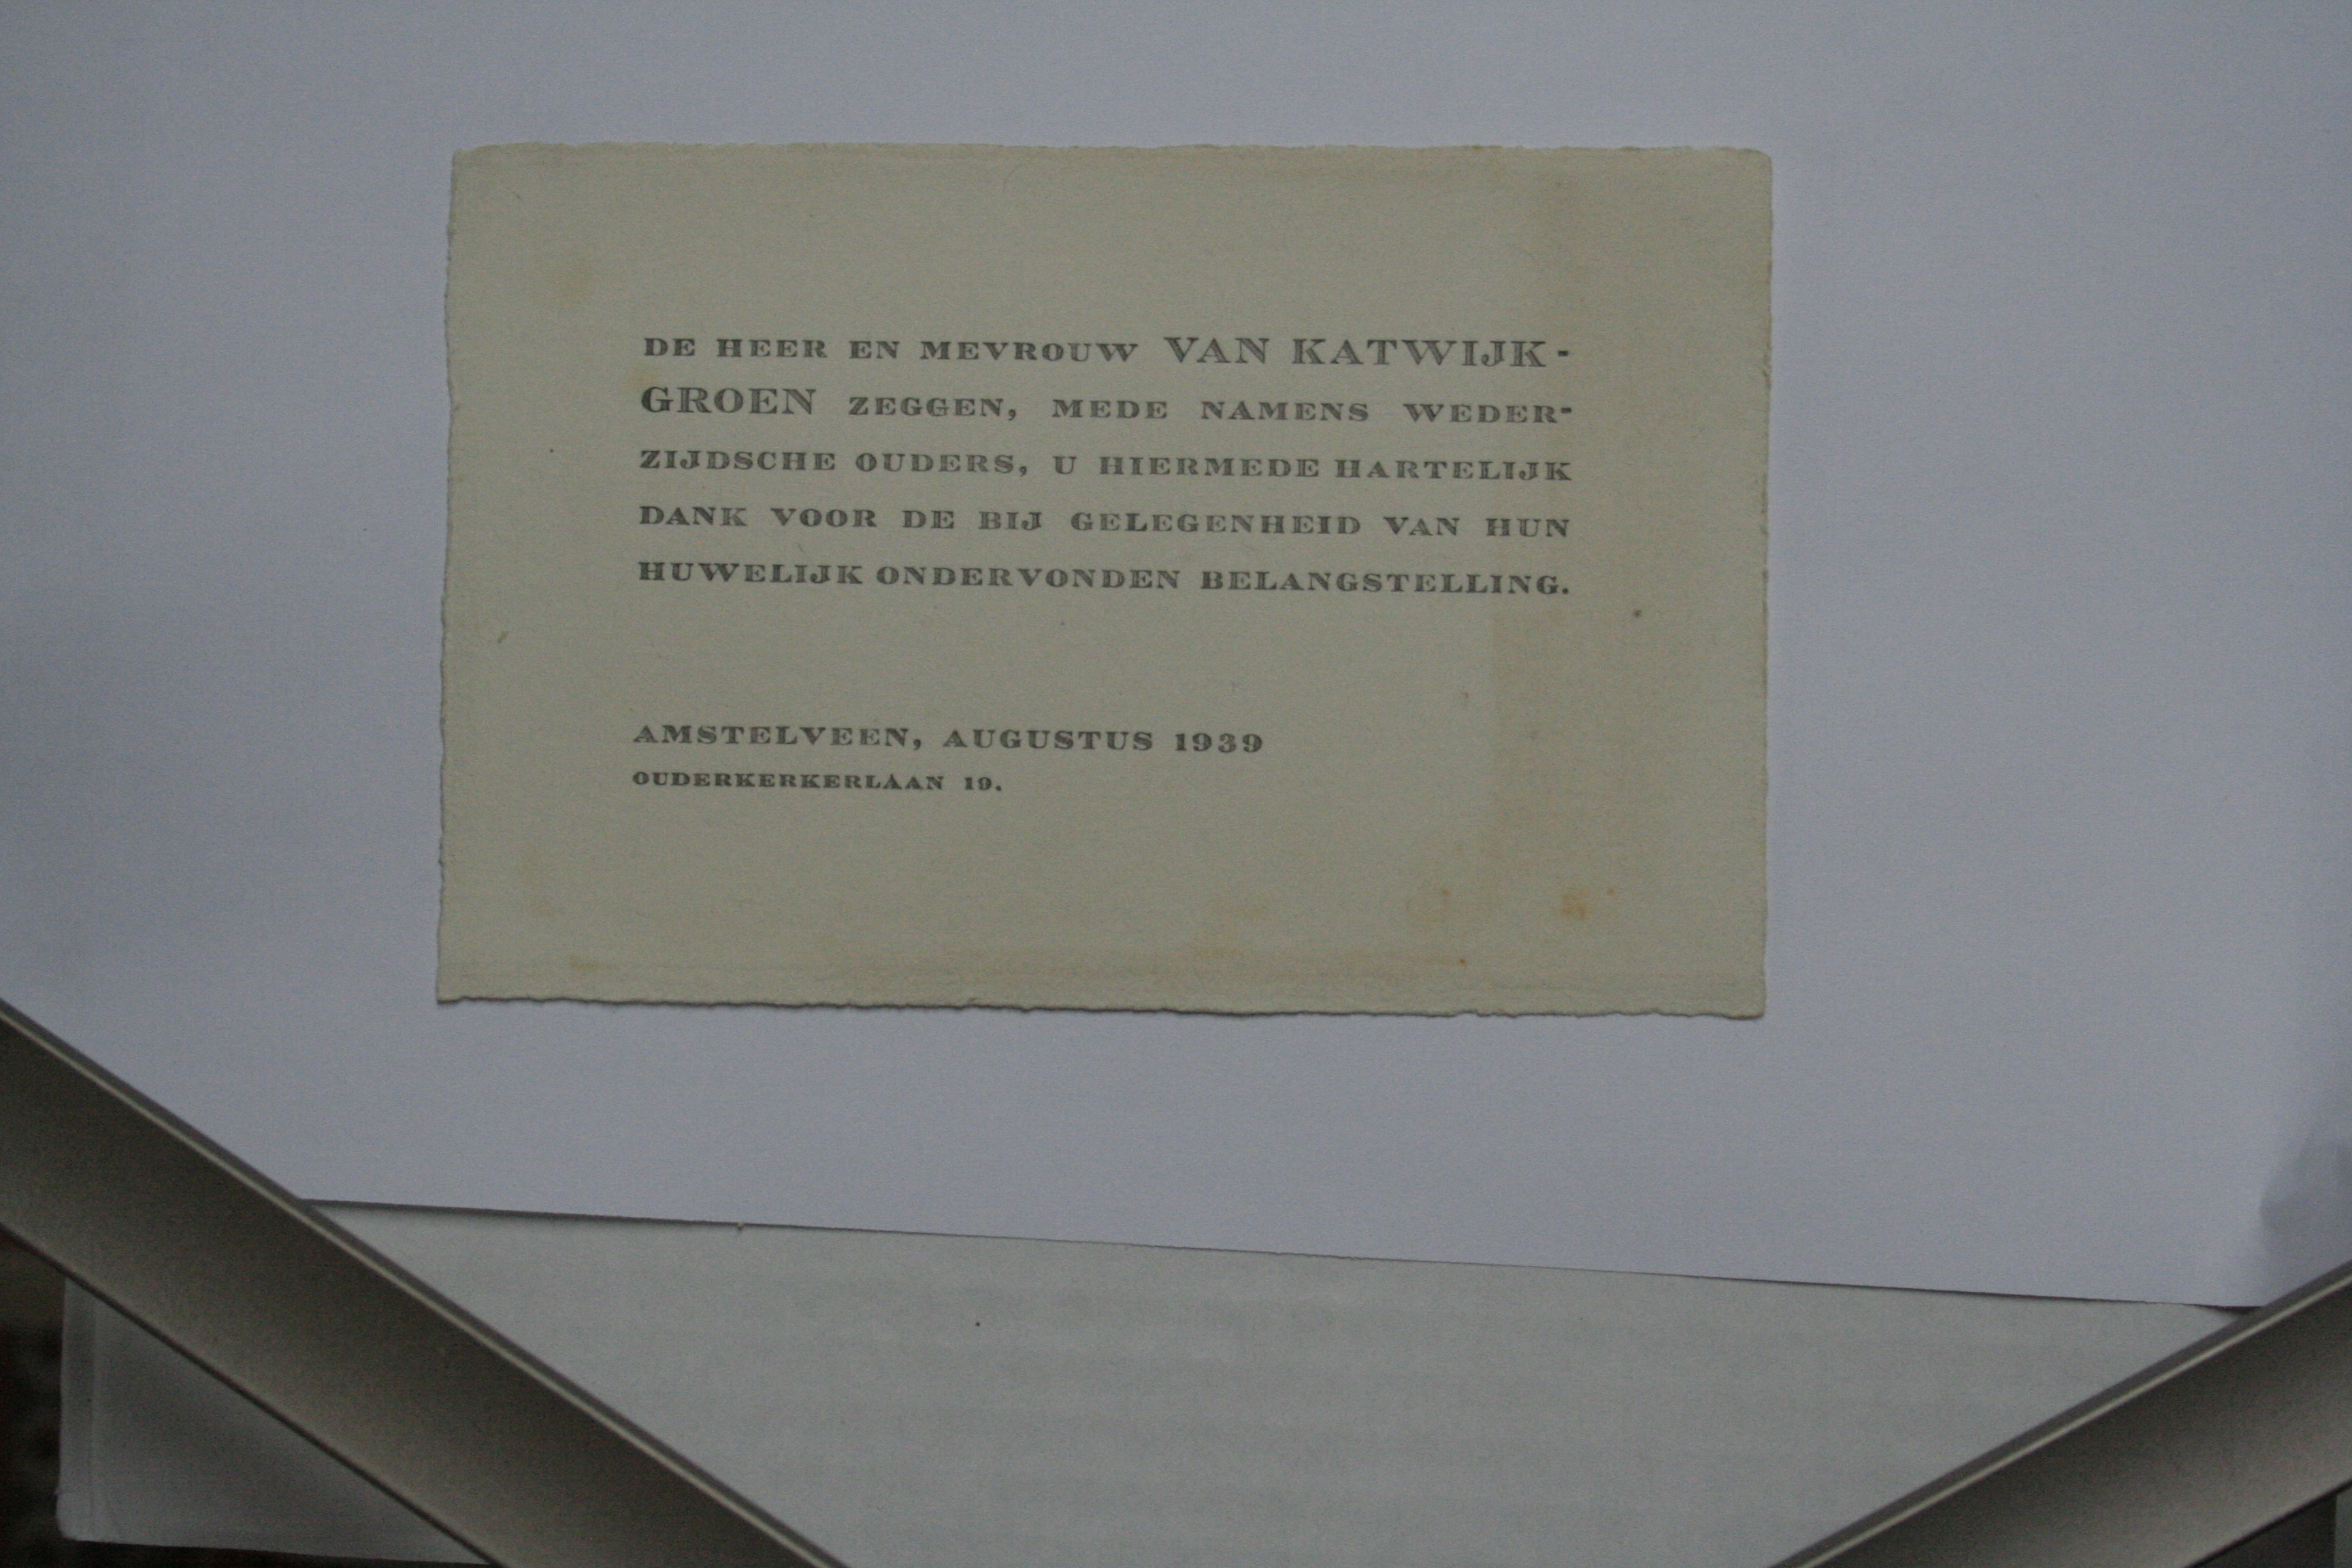 DE HEER EN MEVROUW VAN KATWIJK-
GROEN ZEGGEN, MEDE NAMENS WEDER-
ZIJDSCHE OUDERS, U HIERMEDE HARTELIJK
DANK VOOR DE BIJ GELEGENHEID VAN HUN
HUWELIJK ONDERVONDEN BELANGSTELLING.
AMSTELVEEN, AUGUSTUS 1939
OUDERKERKERLAAN 19.